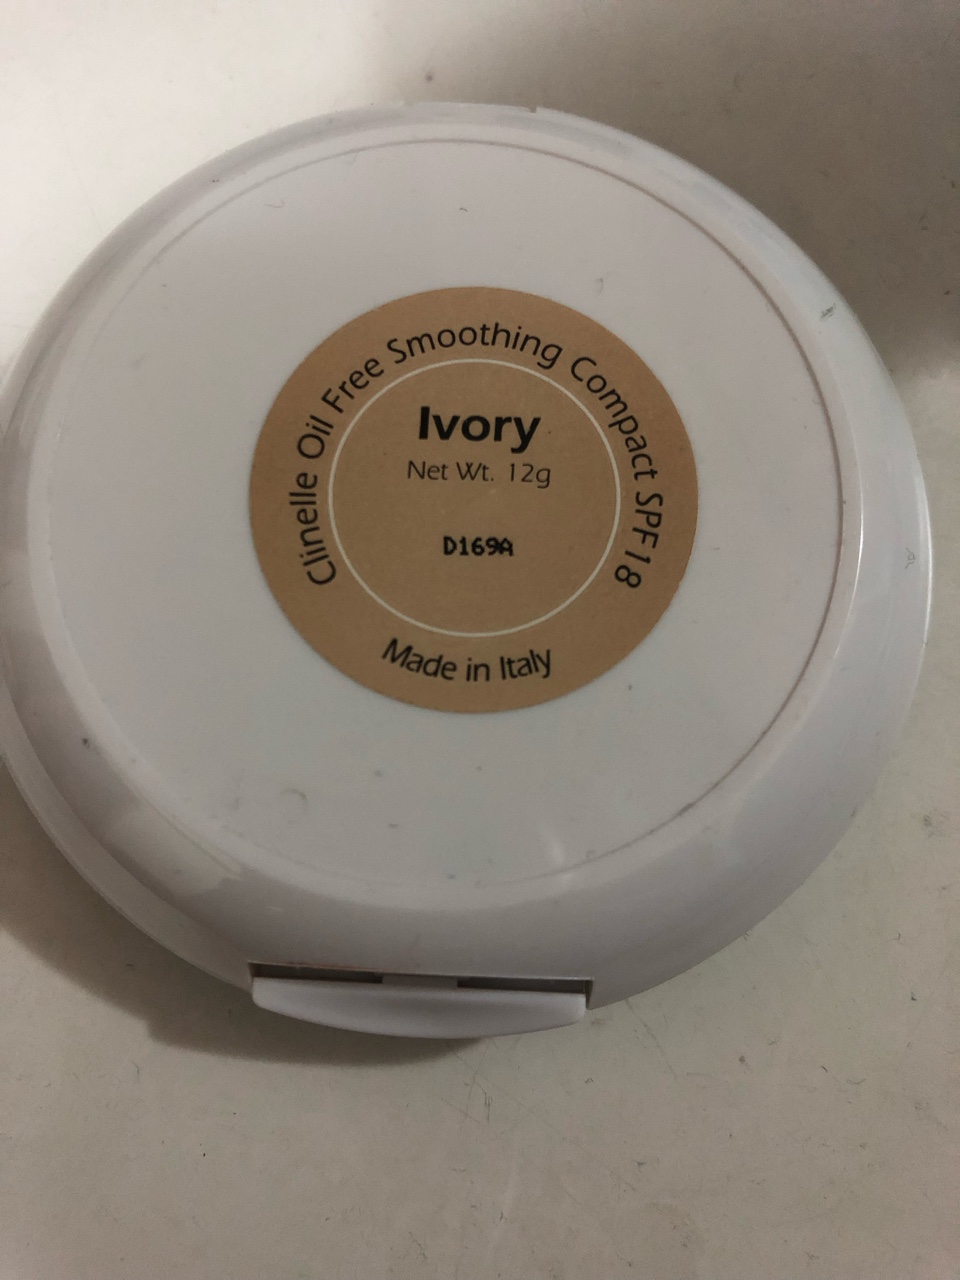 Clinelle Oil Free Smoothing Compact SPF18
Ivory
Net Wt. 12g
D169A
Made in Italy